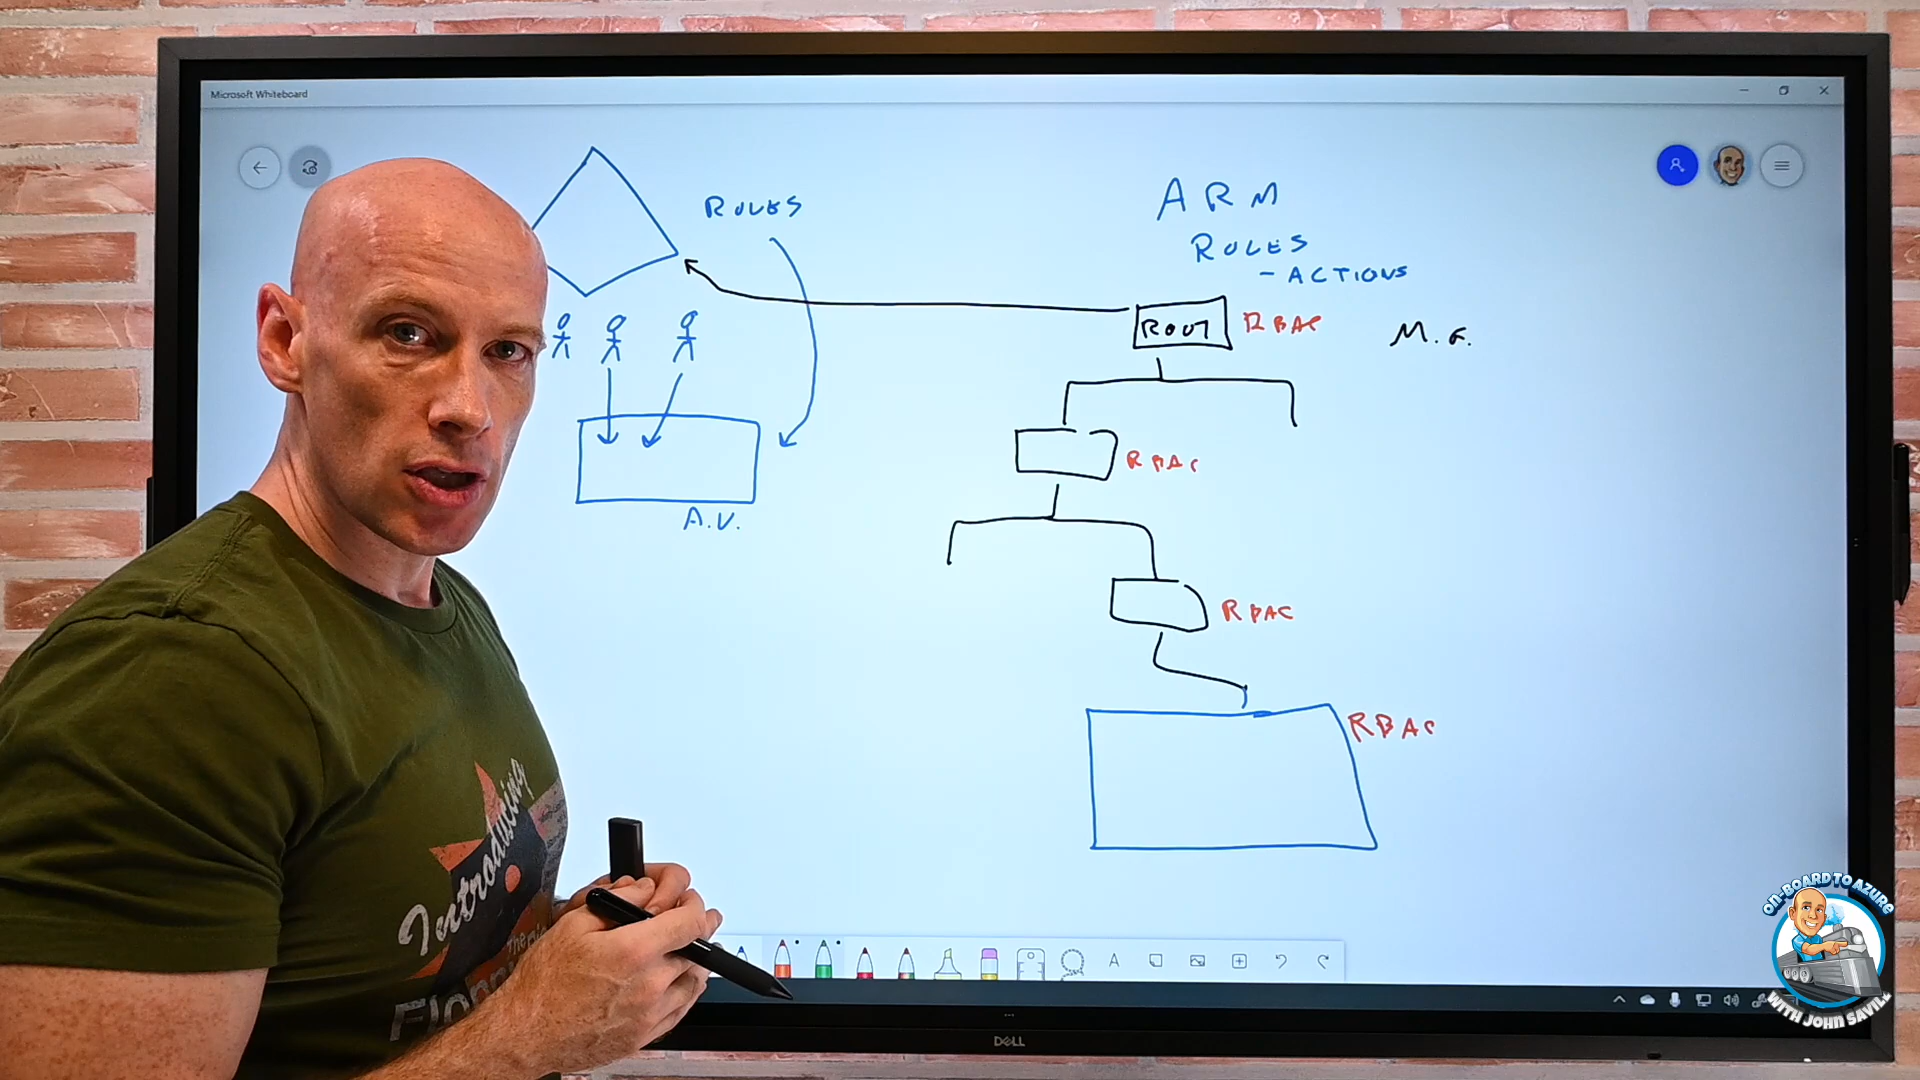 Microsoft Whiteboard
ROLES
ARM
ROLES
- ACTIONS
ROOT RBAC
M.G.
RBAC
A.U.
RBAC
RBAC
Introducing
DELL
ON-BOARD TO AZURE
WITH JOHN SAVILL